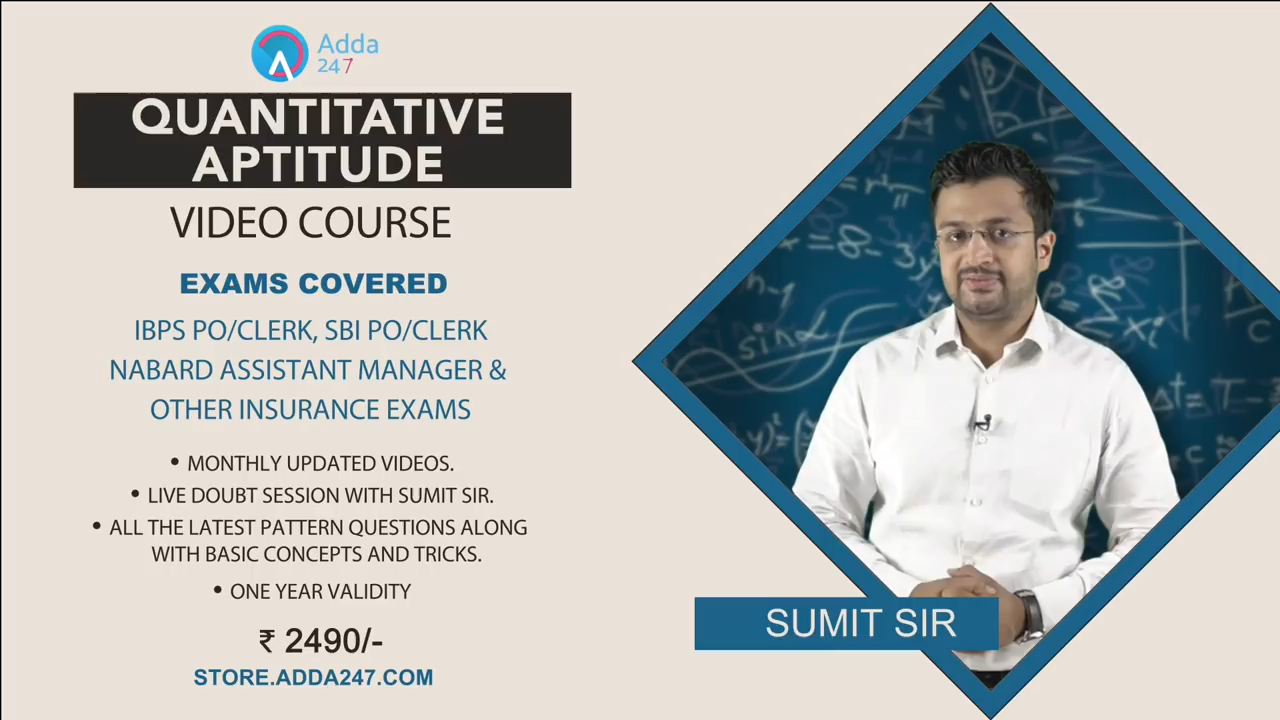 Adda
247
QUANTITATIVE
APTITUDE
VIDEO COURSE
EXAMS COVERED
IBPS PO/CLERK, SBI PO/CLERK
NABARD ASSISTANT MANAGER &
OTHER INSURANCE EXAMS
• MONTHLY UPDATED VIDEOS.
• LIVE DOUBT SESSION WITH SUMIT SIR.
• ALL THE LATEST PATTERN QUESTIONS ALONG
WITH BASIC CONCEPTS AND TRICKS.
• ONE YEAR VALIDITY
₹ 2490/-
STORE.ADDA247.COM
SUMIT SIR